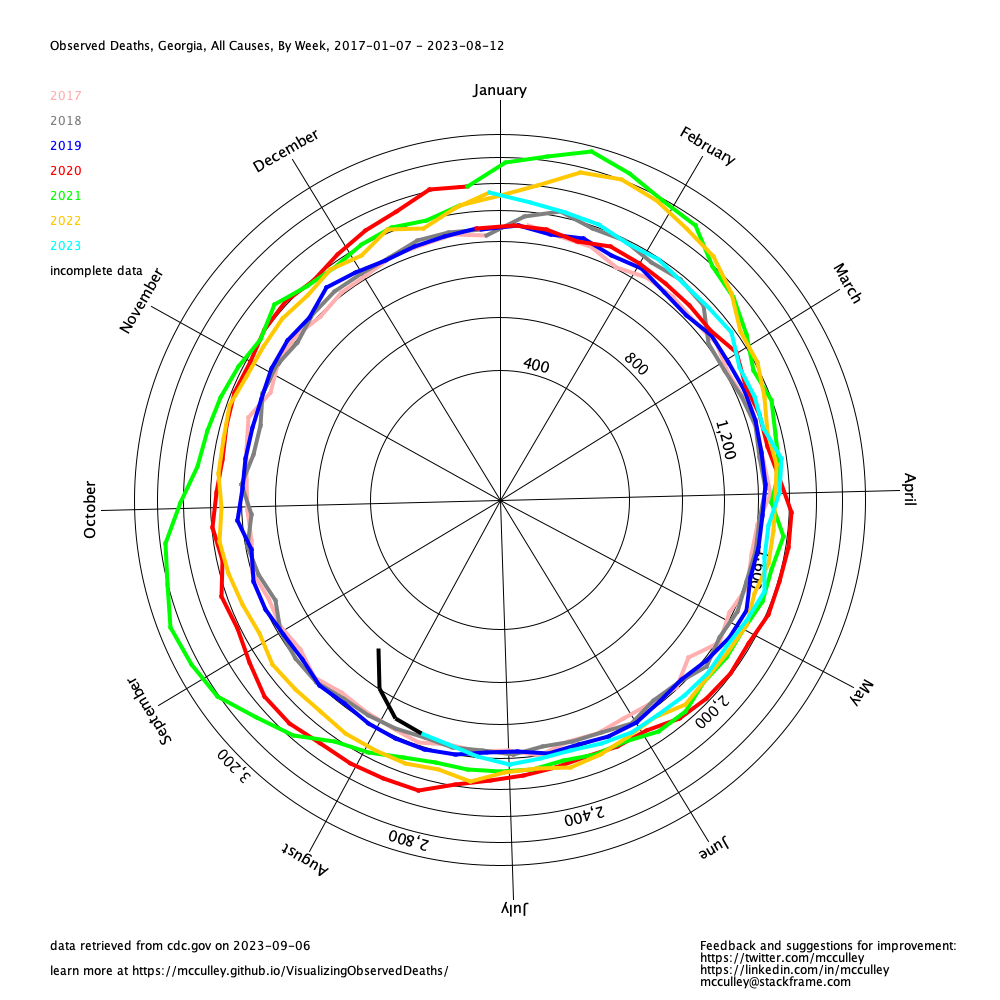 Observed Deaths, Georgia, All Causes, By Week, 2017-01-07 - 2023-08-12
January
2017
2018
2019
2020
2021
2022
2023
incomplete data
December
February
November
March
400
800
1,200
October
April
1,600
September
May
2,000
3,200
2,400
2,800
August
June
July
data retrieved from cdc.gov on 2023-09-06
learn more at https://mcculley.github.io/VisualizingObservedDeaths/
Feedback and suggestions for improvement:
https://twitter.com/mcculley
https://linkedin.com/in/mcculley
mcculley@stackframe.com